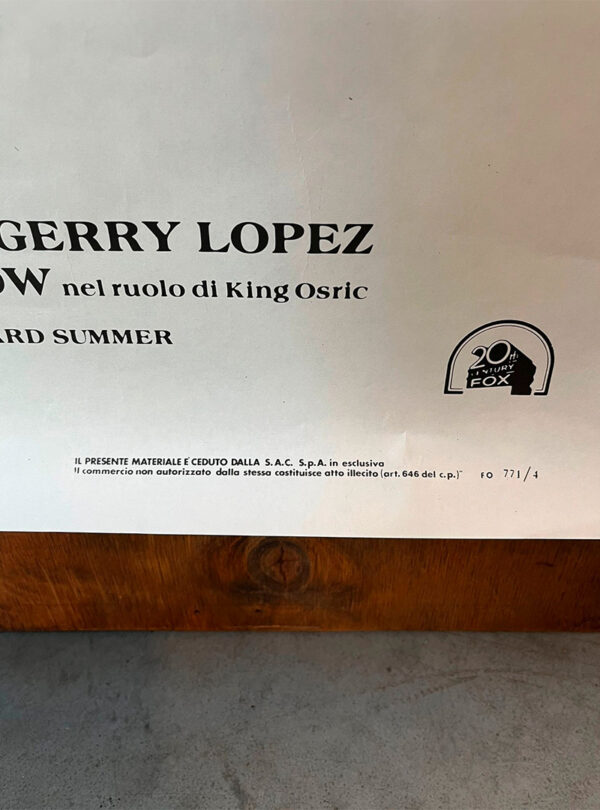 GERRY LOPEZ
OW nel ruolo di King Osric
ARD SUMMER
20th
CENTURY
FOX
IL PRESENTE MATERIALE E' CEDUTO DALLA S.A.C. S.p.A. in esclusiva
Il commercio non autorizzato dalla stessa costituisce atto illecito (art. 646 del c.p.)" FO 771/4